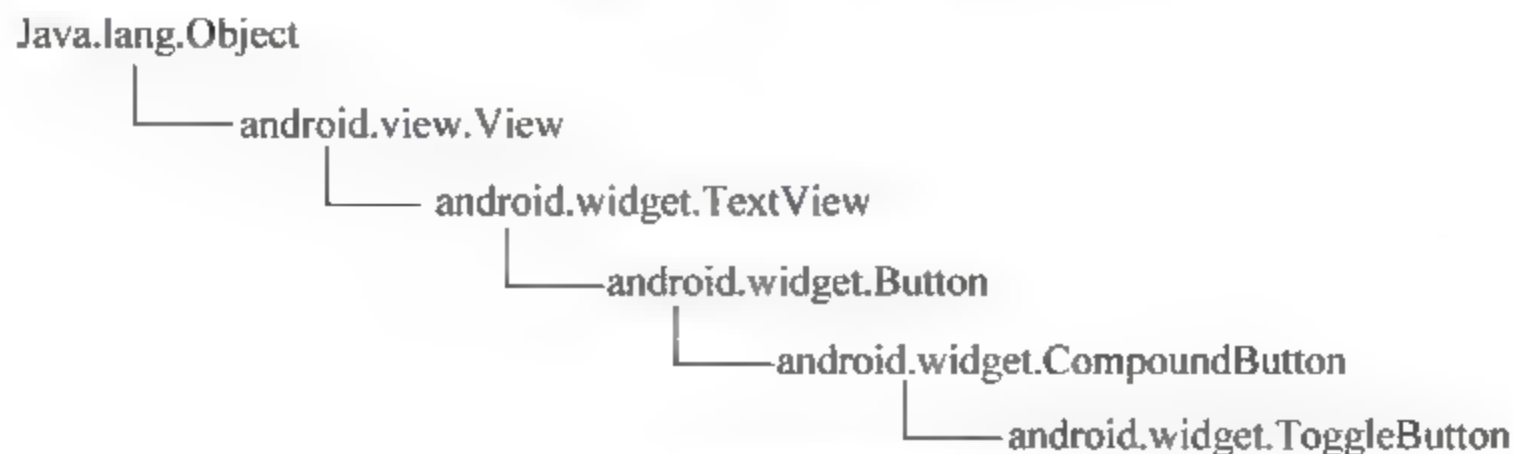 Java.lang.Object
android.view.View
android.widget.TextView
android.widget.Button
android.widget.CompoundButton
android.widget.ToggleButton